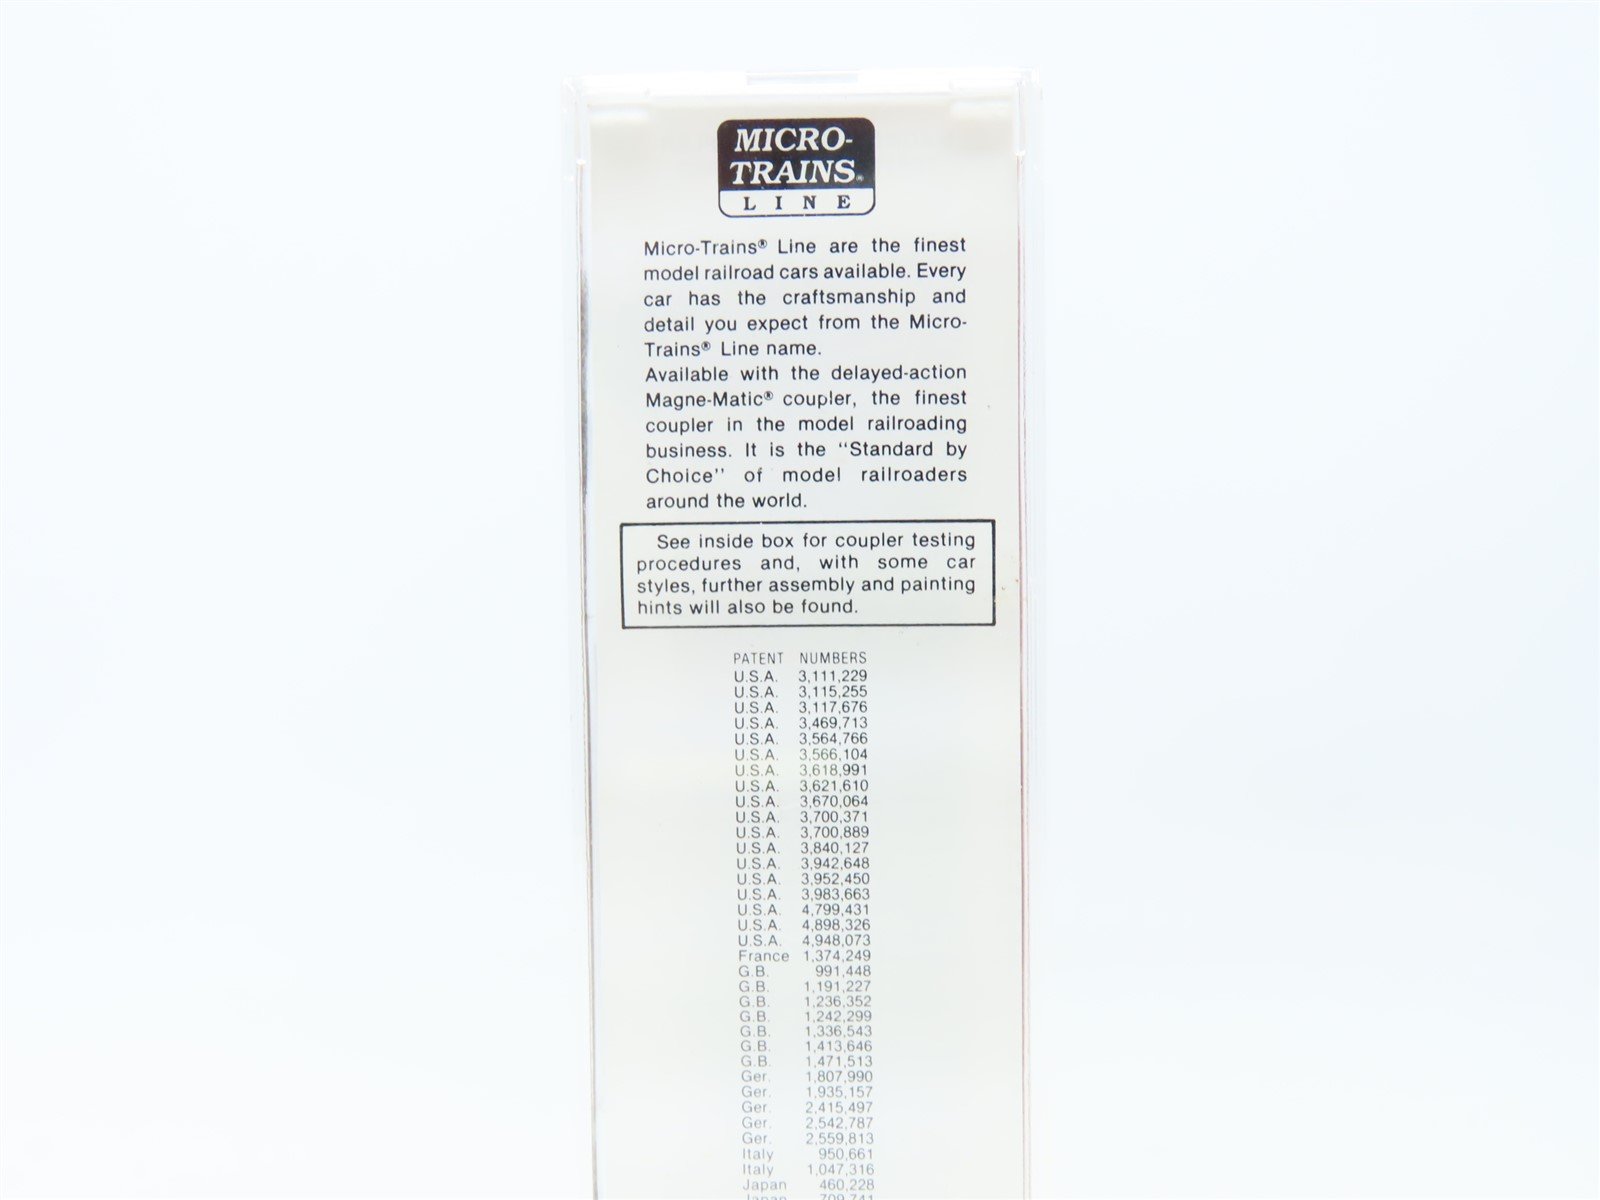 MICRO-
TRAINS®
LINE
Micro-Trains® Line are the finest
model railroad cars available. Every
car has the craftsmanship and
detail you expect from the Micro-
Trains® Line name.
Available with the delayed-action
Magne-Matic® coupler, the finest
coupler in the model railroading
business. It is the "Standard by
Choice" of model railroaders
around the world.
See inside box for coupler testing
procedures and, with some car
styles, further assembly and painting
hints will also be found.
PATENT NUMBERS
U.S.A. 3,111,229
U.S.A. 3,115,255
U.S.A. 3,117,676
U.S.A. 3,469,713
U.S.A. 3,564,766
U.S.A. 3,566,104
U.S.A. 3,618,991
U.S.A. 3,621,610
U.S.A. 3,670,064
U.S.A. 3,700,371
U.S.A. 3,700,889
U.S.A. 3,840,127
U.S.A. 3,942,648
U.S.A. 3,952,450
U.S.A. 3,983,663
U.S.A. 4,799,431
U.S.A. 4,898,326
U.S.A. 4,948,073
France 1,374,249
G.B. 991,448
G.B. 1,191,227
G.B. 1,236,352
G.B. 1,242,299
G.B. 1,336,543
G.B. 1,413,646
G.B. 1,471,513
Ger. 1,807,990
Ger. 1,935,157
Ger. 2,415,497
Ger. 2,542,787
Ger. 2,559,813
Italy 950,661
Italy 1,047,316
Japan 460,228
Japan 709,741